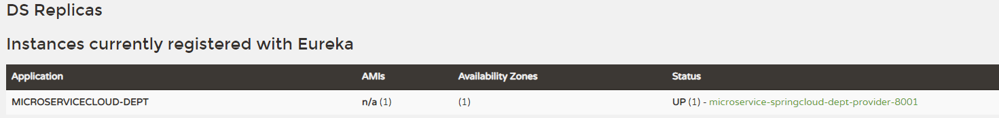 DS Replicas
Instances currently registered with Eureka
Application AMIs Availability Zones Status
MICROSERVICECLOUD-DEPT n/a (1) (1) UP (1) - microservice-springcloud-dept-provider-8001